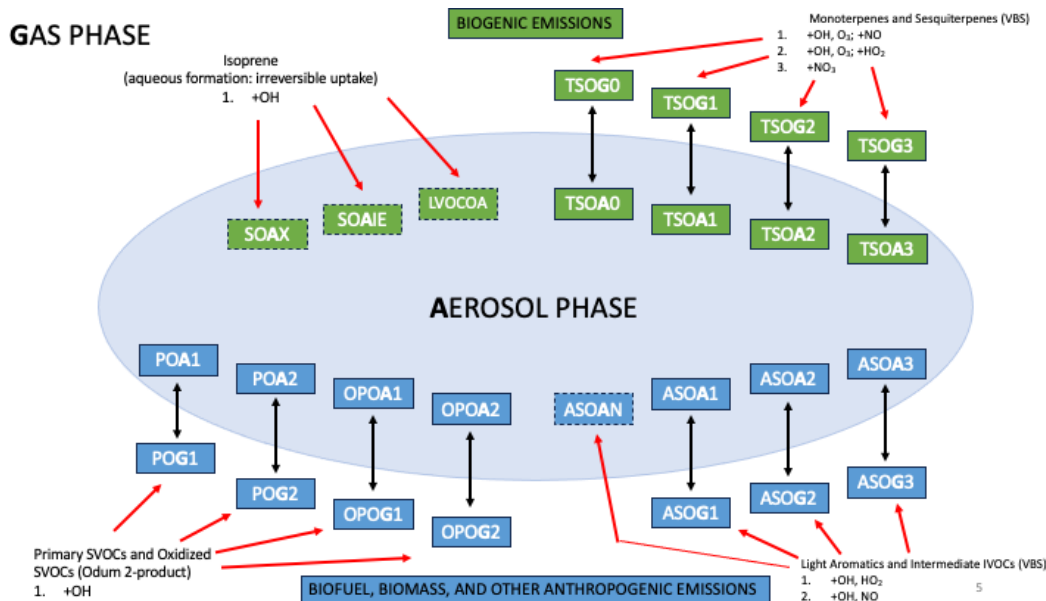 GAS PHASE
BIOGENIC EMISSIONS
Monoterpenes and Sesquiterpenes (VBS)
1. +OH, O₃; +NO
2. +OH, O₃; +HO₂
3. +NO₃
Isoprene
(aqueous formation: irreversible uptake)
1. +OH
TSOG0
TSOG1
TSOG2
TSOG3
SOAX
SOAIE
LVOCOA
TSOA0
TSOA1
TSOA2
TSOA3
AEROSOL PHASE
POA1
POA2
OPOA1
OPOA2
ASOAN
ASOA1
ASOA2
ASOA3
POG1
POG2
OPOG1
OPOG2
ASOG1
ASOG2
ASOG3
Primary SVOCs and Oxidized
SVOCs (Odum 2-product)
1. +OH
BIOFUEL, BIOMASS, AND OTHER ANTHROPOGENIC EMISSIONS
Light Aromatics and Intermediate IVOCs (VBS)
1. +OH, HO₂
2. +OH, NO
5